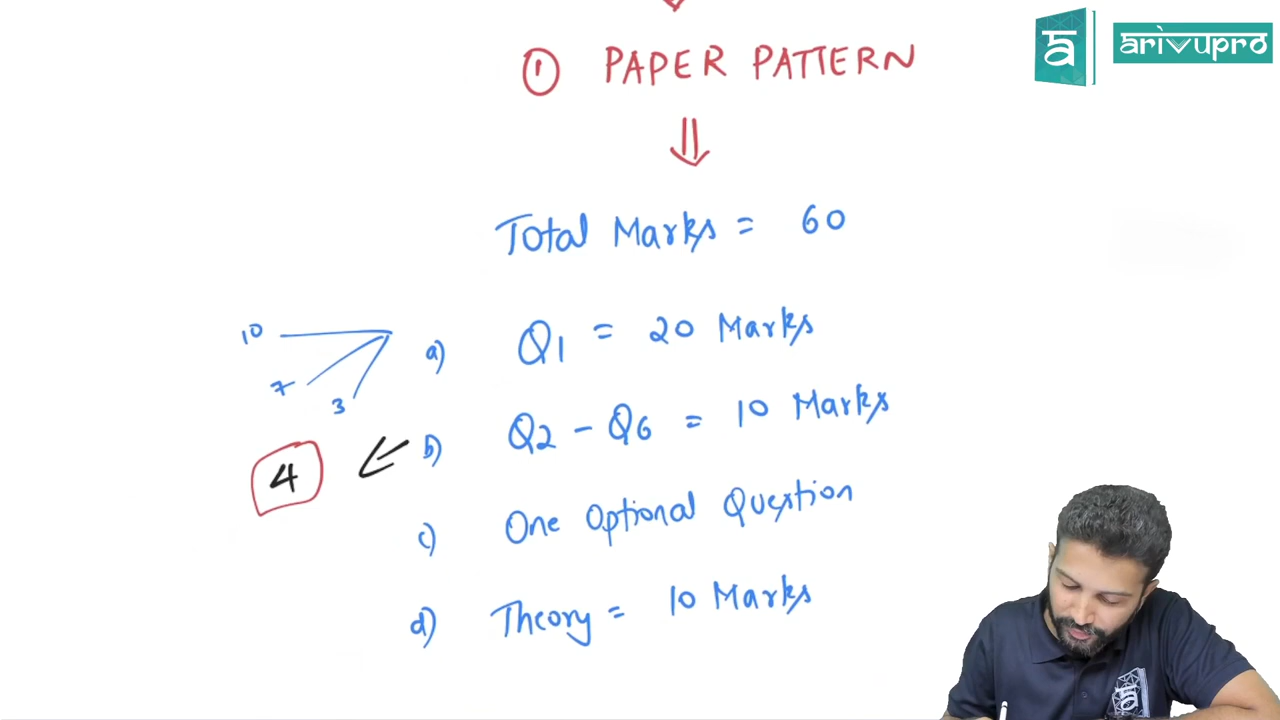 arivupro
① PAPER PATTERN
Total Marks = 60
10
7
3
a) Q1 = 20 Marks
4
b) Q2 - Q6 = 10 Marks
c) One Optional Question
d) Theory = 10 Marks